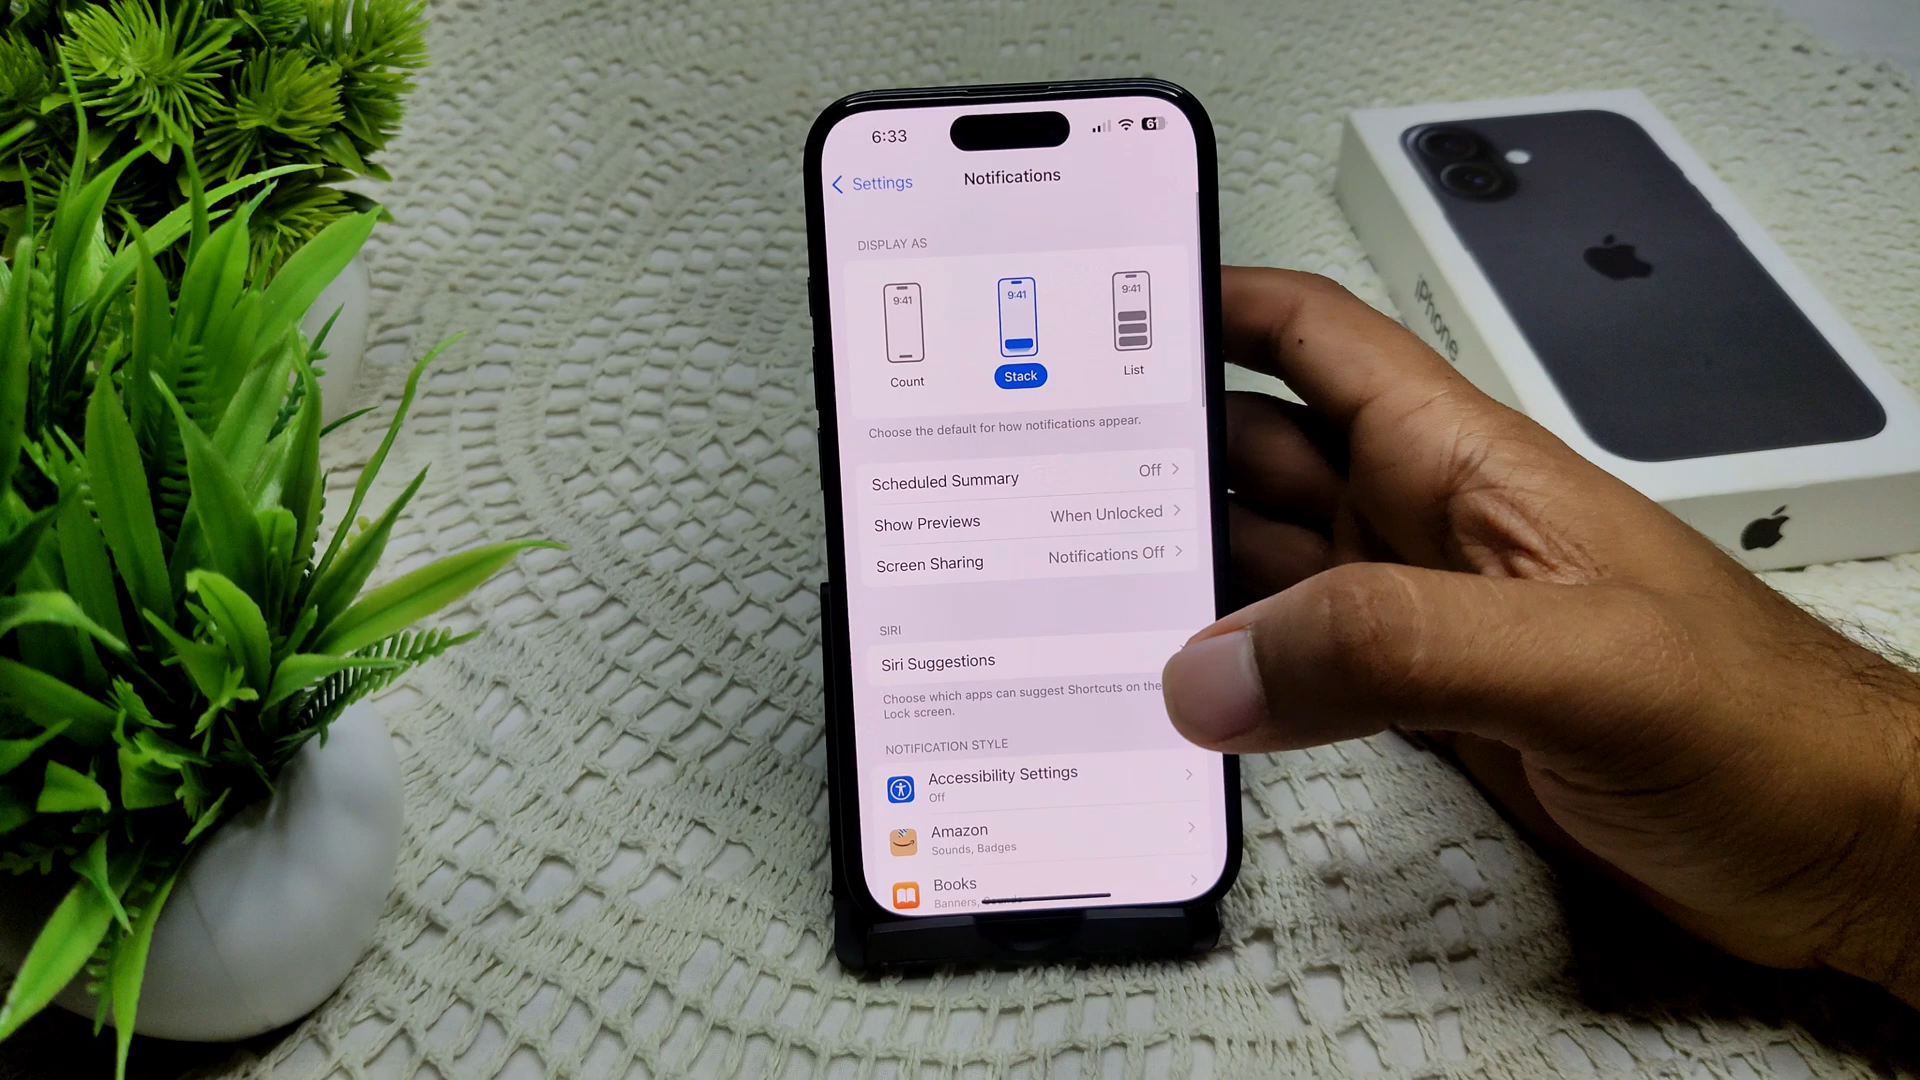 6:33
61
Settings
Notifications
DISPLAY AS
9:41
9:41
9:41
Count
Stack
List
Choose the default for how notifications appear.
Scheduled Summary Off
Show Previews When Unlocked
Screen Sharing Notifications Off
SIRI
Siri Suggestions
Choose which apps can suggest Shortcuts on the
Lock screen.
NOTIFICATION STYLE
Accessibility Settings
Off
Amazon
Sounds, Badges
Books
Banners, Sounds
iPhone